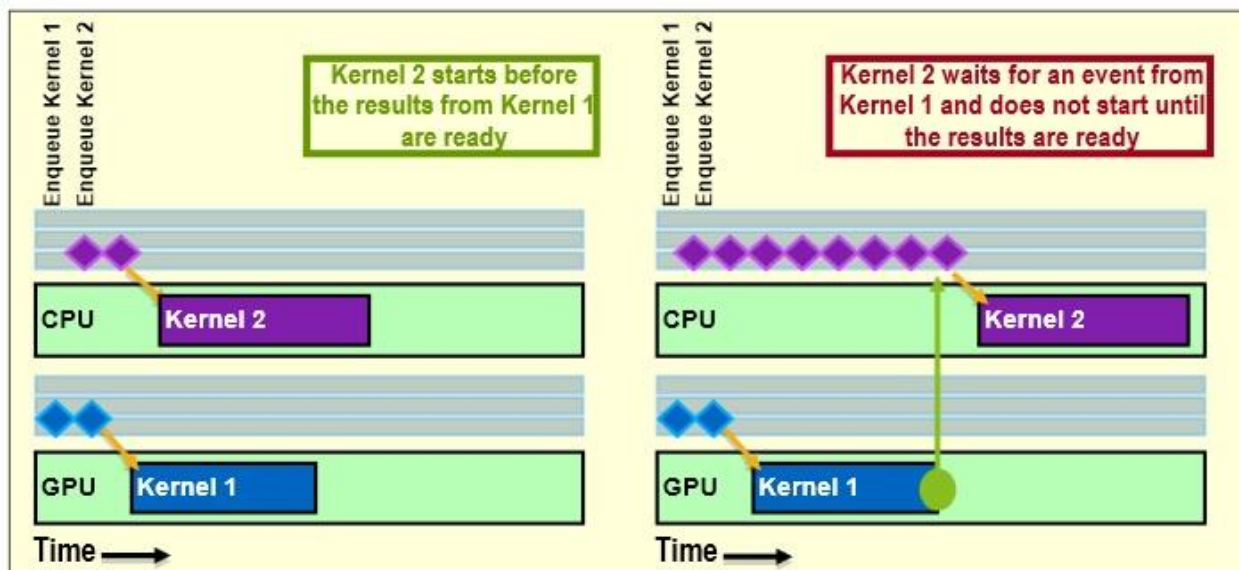 Enqueue Kernel 1
Enqueue Kernel 2
Kernel 2 starts before
the results from Kernel 1
are ready
CPU
Kernel 2
GPU
Kernel 1
Time
Enqueue Kernel 1
Enqueue Kernel 2
Kernel 2 waits for an event from
Kernel 1 and does not start until
the results are ready
CPU
Kernel 2
GPU
Kernel 1
Time